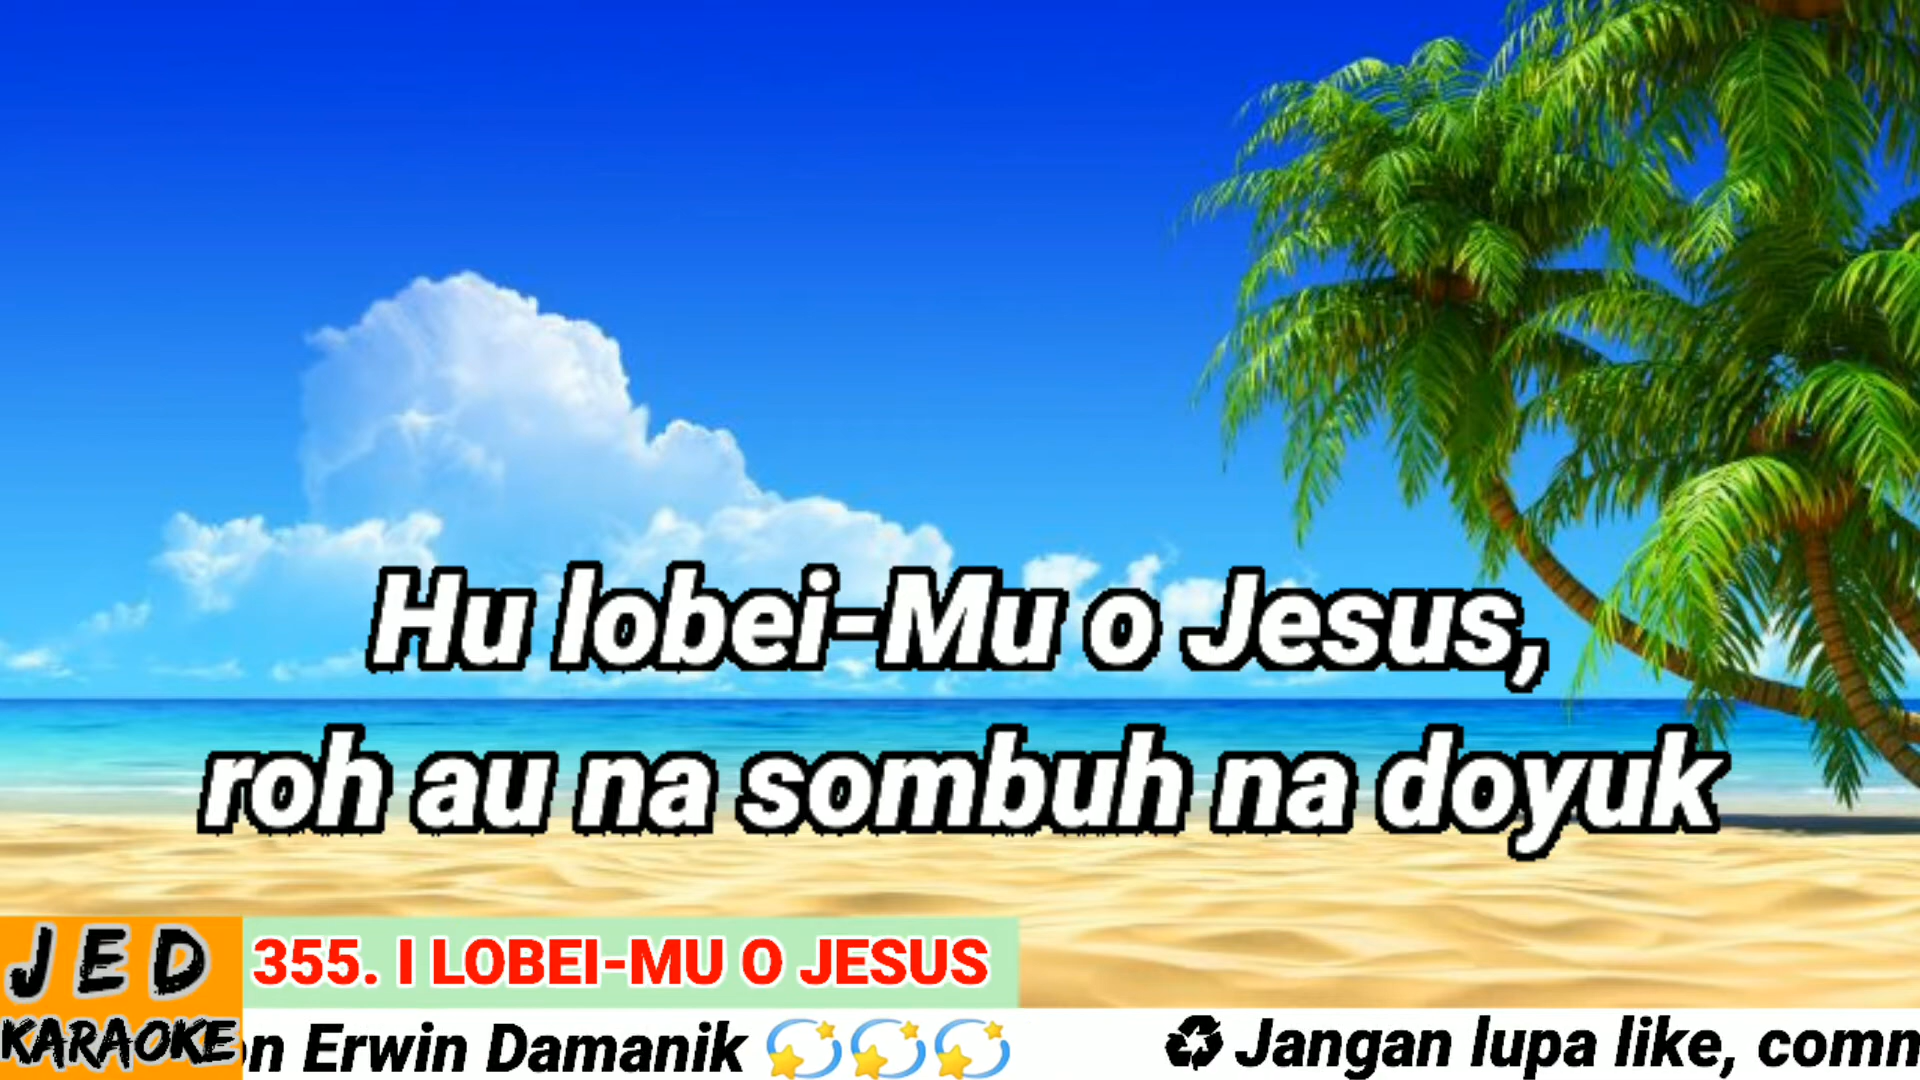 Hu lobei-Mu o Jesus,
roh au na sombuh na doyuk
JED
KARAOKE
355. I LOBEI-MU O JESUS
Erwin Damanik 💫💫💫 ♻ Jangan lupa like,